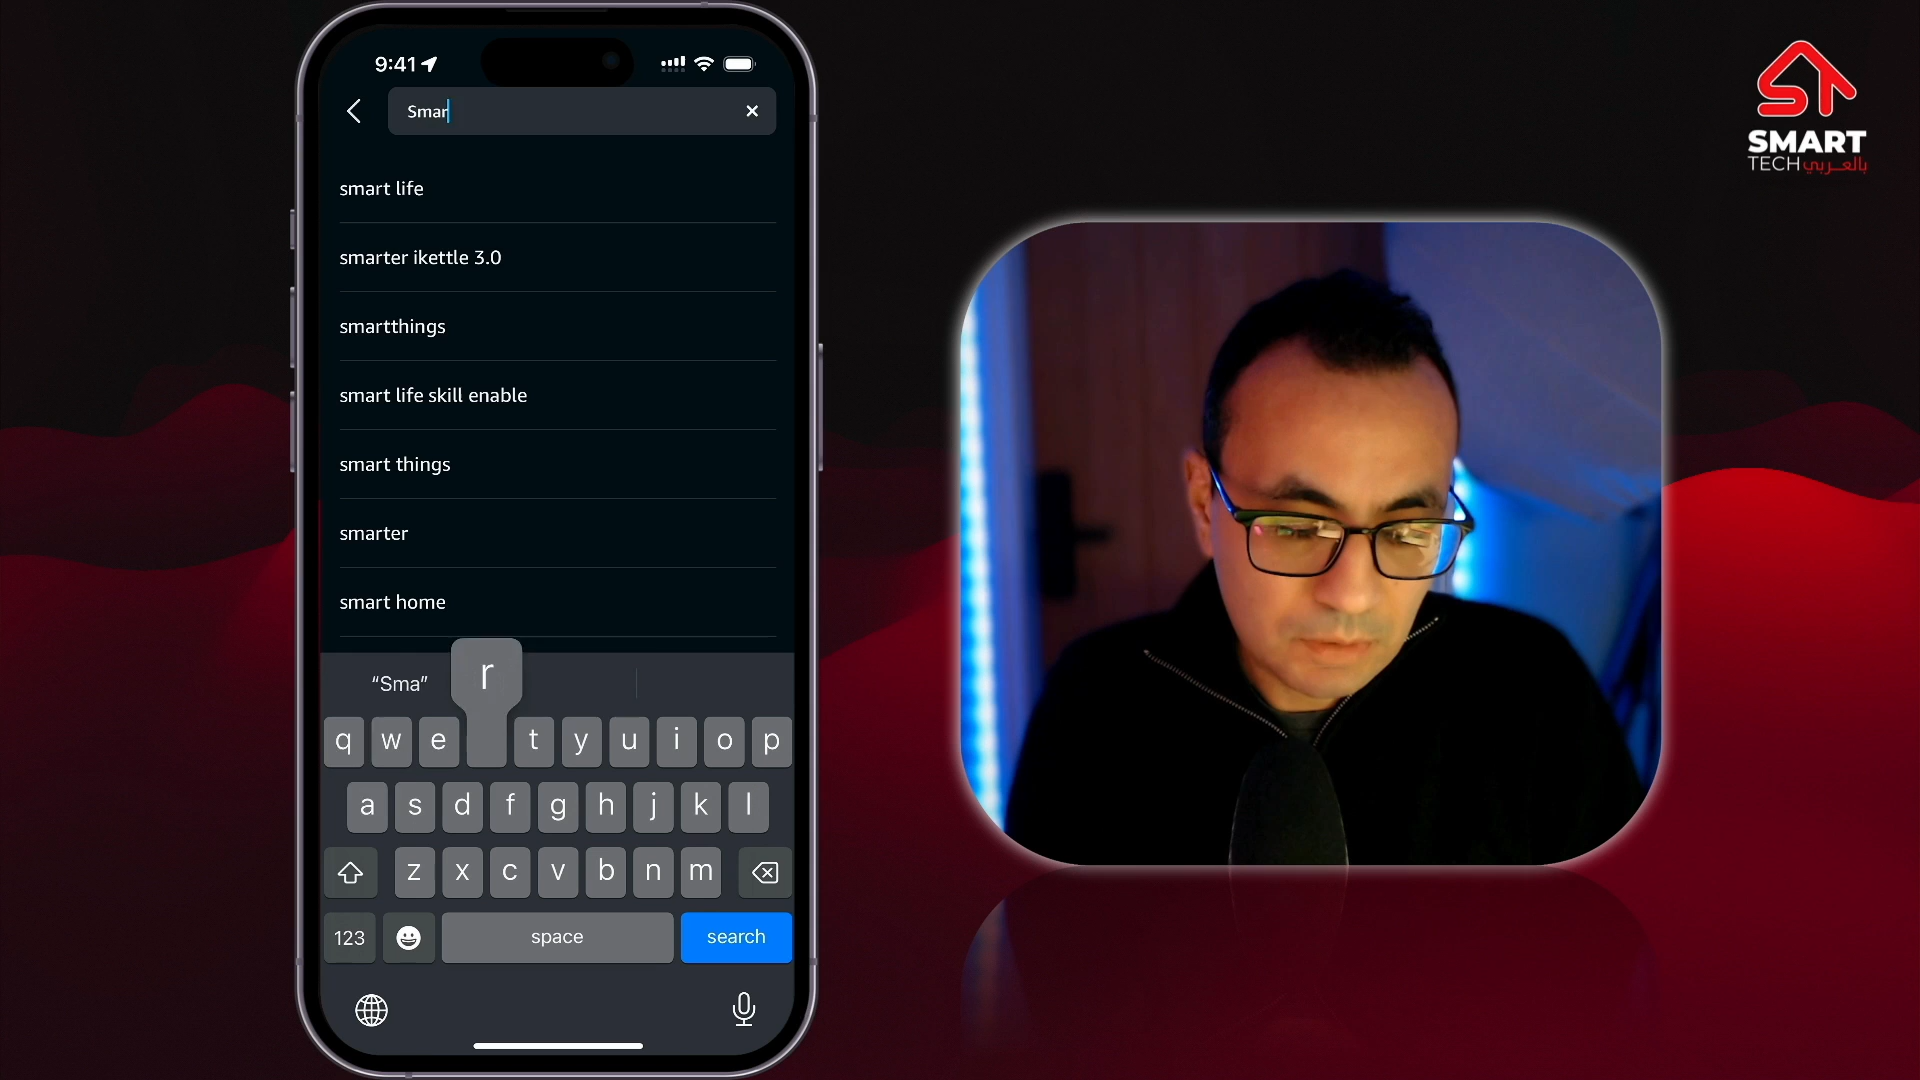 9:41
Smar
smart life
smarter ikettle 3.0
smartthings
smart life skill enable
smart things
smarter
smart home
“Sma”
r
q w e t y u i o p
a s d f g h j k l
z x c v b n m
123 space search
ST
SMART
TECH بالعربي